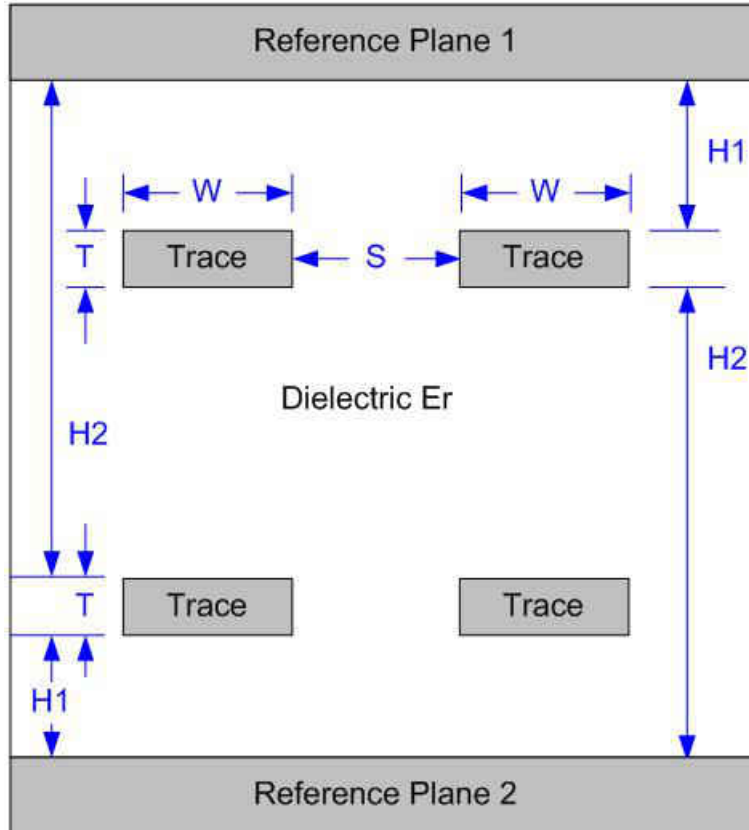 Reference Plane 1
H1
W
W
T
Trace
S
Trace
H2
Dielectric Er
H2
T
Trace
Trace
H1
Reference Plane 2